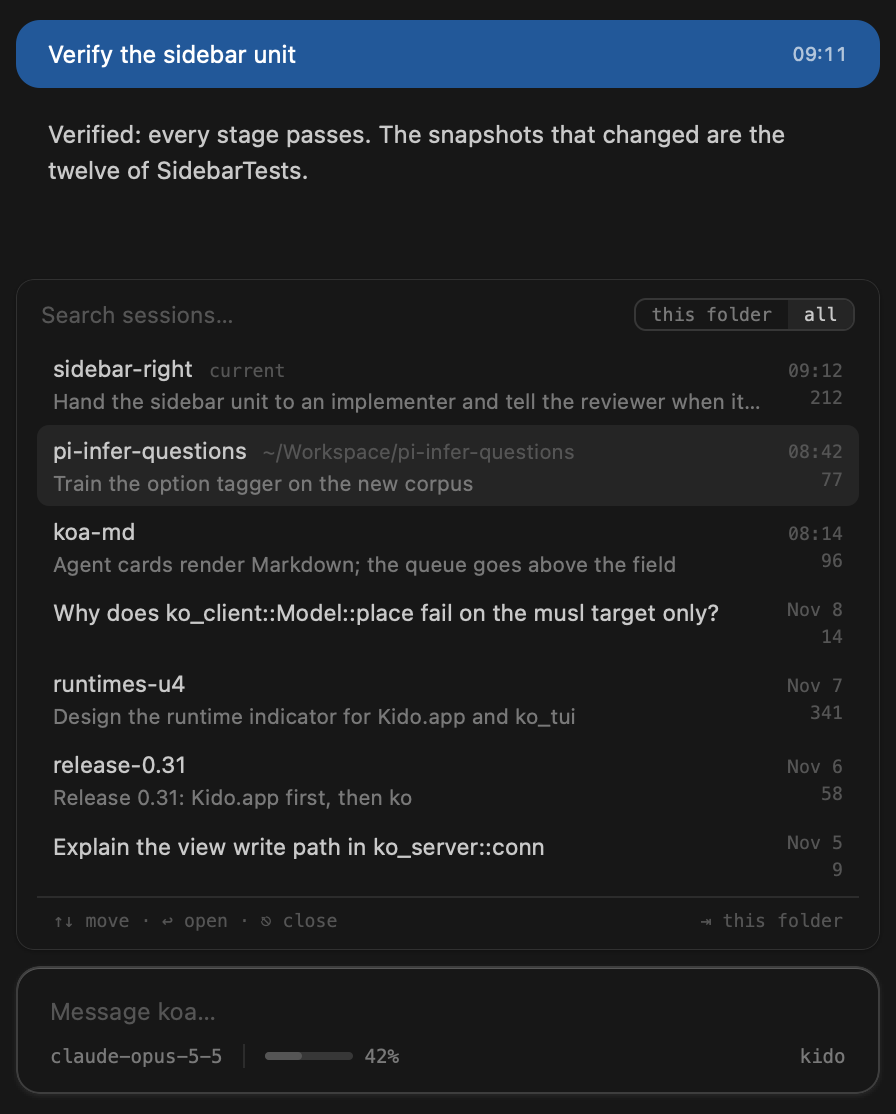 Verify the sidebar unit 09:11
Verified: every stage passes. The snapshots that changed are the
twelve of SidebarTests.
Search sessions… this folder all
sidebar-right current 09:12
Hand the sidebar unit to an implementer and tell the reviewer when it… 212
pi-infer-questions ~/Workspace/pi-infer-questions 08:42
Train the option tagger on the new corpus 77
koa-md 08:14
Agent cards render Markdown; the queue goes above the field 96
Why does ko_client::Model::place fail on the musl target only? Nov 8
14
runtimes-u4 Nov 7
Design the runtime indicator for Kido.app and ko_tui 341
release-0.31 Nov 6
Release 0.31: Kido.app first, then ko 58
Explain the view write path in ko_server::conn Nov 5
9
↑↓ move · ↩ open · ⎋ close ⇥ this folder
Message koa…
claude-opus-5-5 42% kido